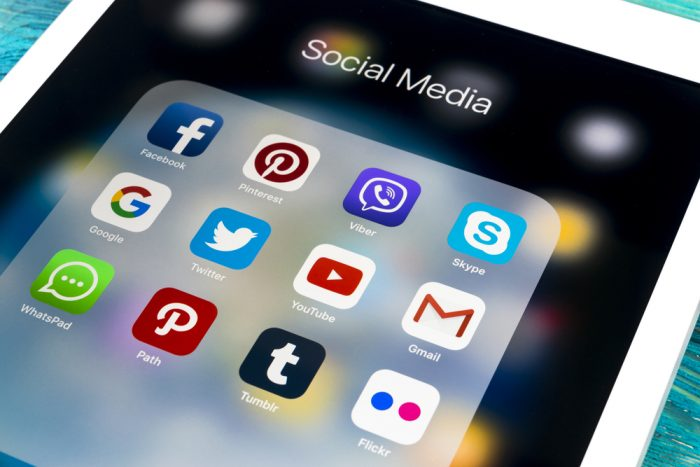 Social Media
Facebook
Pinterest
Viber
Skype
Google
Twitter
YouTube
Gmail
WhatsPad
Path
Tumblr
Flickr